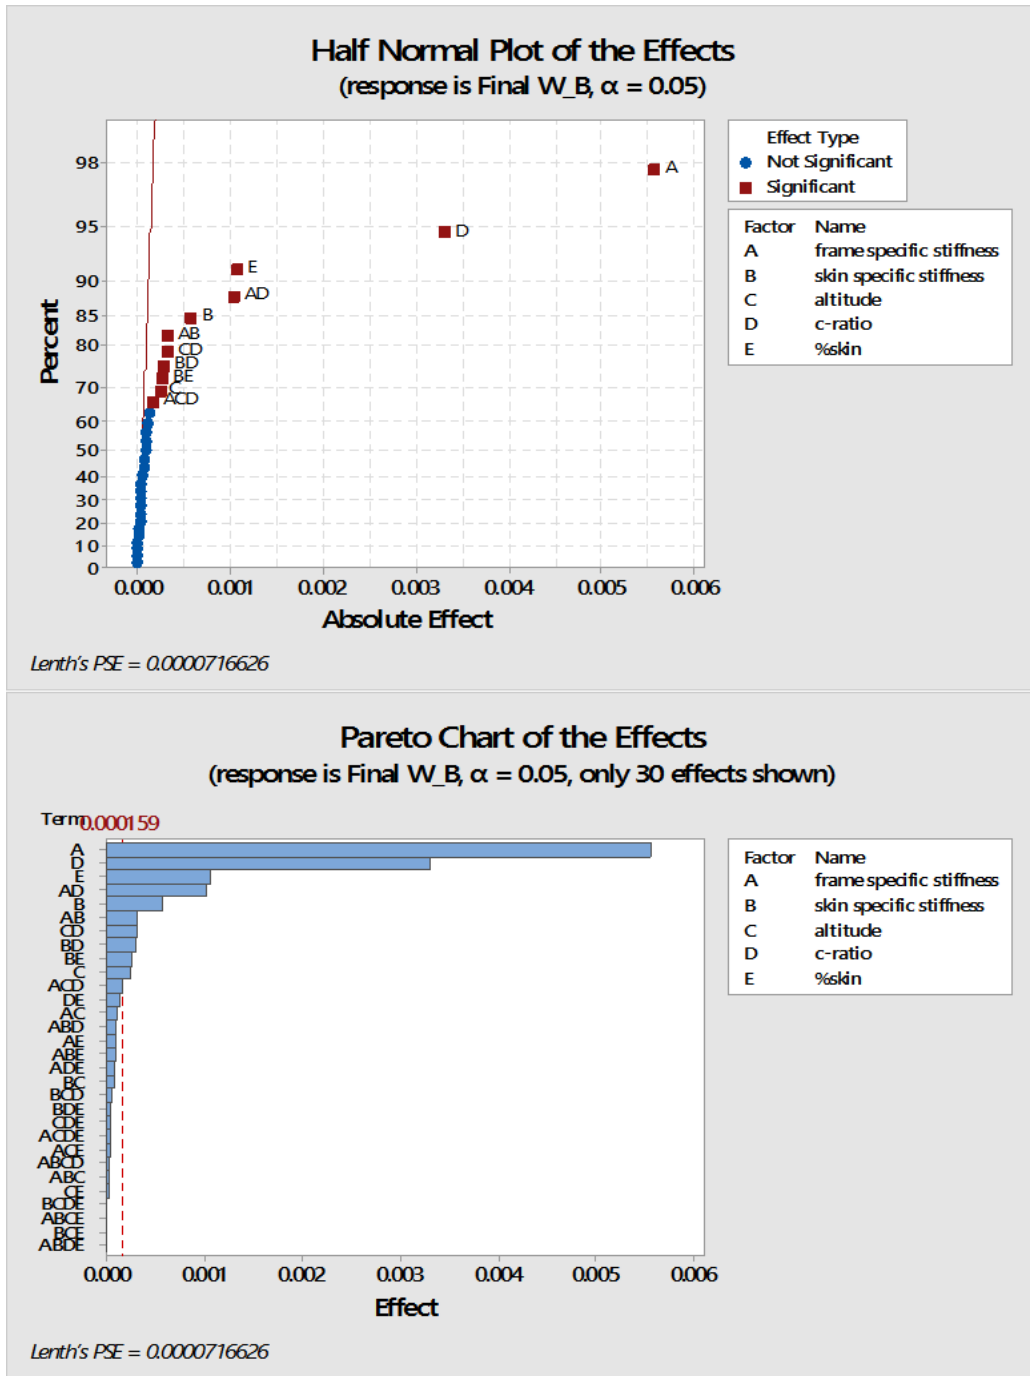 Half Normal Plot of the Effects
(response is Final W_B, α = 0.05)
98
95
90
85
80
70
60
50
40
30
20
10
0
Percent
A
D
E
AD
B
AB
CD
BD
BE
C
ACD
0.000 0.001 0.002 0.003 0.004 0.005 0.006
Absolute Effect
Effect Type
Not Significant
Significant
Factor Name
A frame specific stiffness
B skin specific stiffness
C altitude
D c-ratio
E %skin
Lenth's PSE = 0.0000716626
Pareto Chart of the Effects
(response is Final W_B, α = 0.05, only 30 effects shown)
Term 0.000159
A
D
E
AD
B
AB
CD
BD
BE
C
ACD
DE
AC
ABD
AE
ABE
ADE
BC
BCD
BDE
CDE
ACDE
ACE
ABCD
ABC
CE
BCDE
ABCE
BCE
ABDE
0.000 0.001 0.002 0.003 0.004 0.005 0.006
Effect
Factor Name
A frame specific stiffness
B skin specific stiffness
C altitude
D c-ratio
E %skin
Lenth's PSE = 0.0000716626